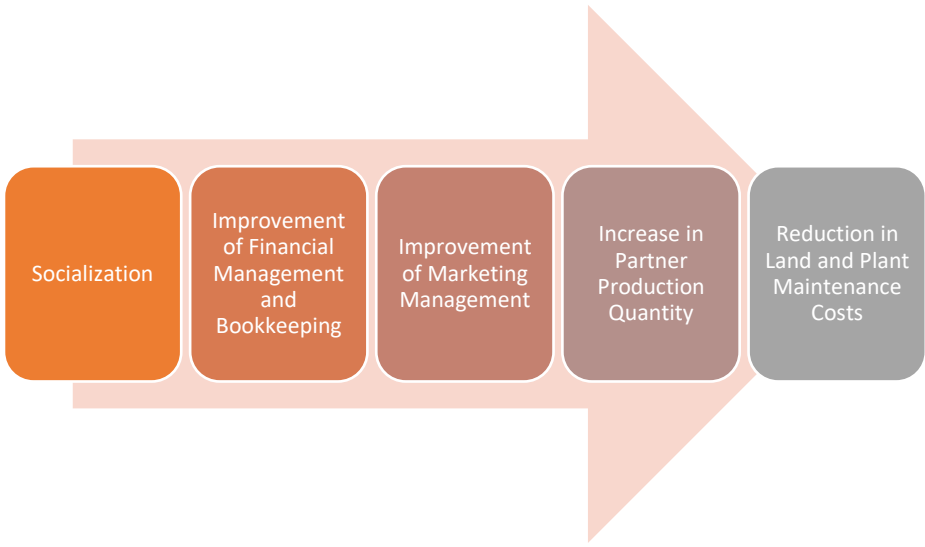 Socialization
Improvement
of Financial
Management
and
Bookkeeping
Improvement
of Marketing
Management
Increase in
Partner
Production
Quantity
Reduction in
Land and Plant
Maintenance
Costs